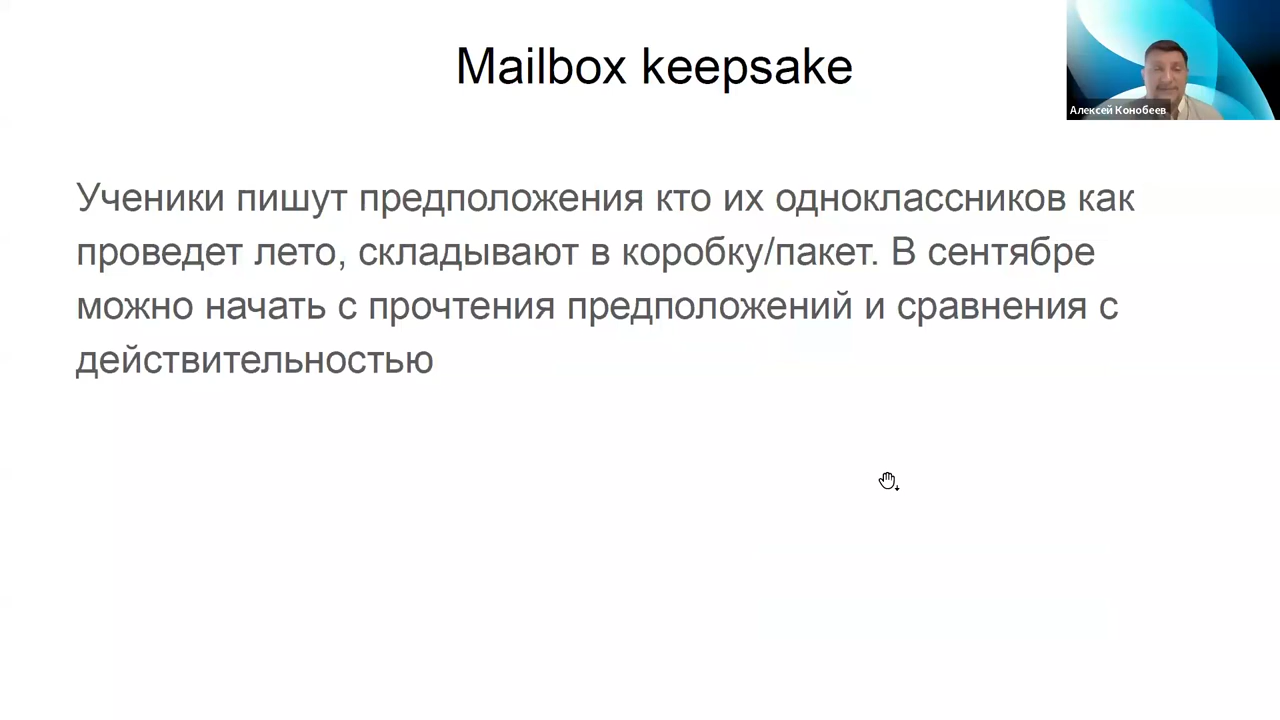 Mailbox keepsake
Алексей Конобеев
Ученики пишут предположения кто их одноклассников как
проведет лето, складывают в коробку/пакет. В сентябре
можно начать с прочтения предположений и сравнения с
действительностью